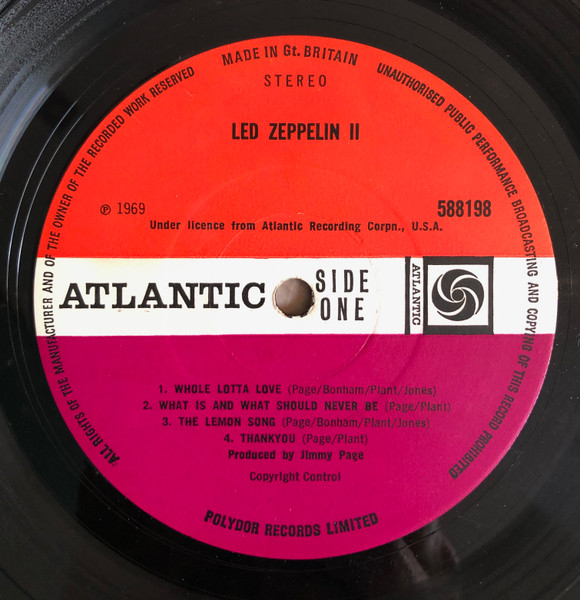 MADE IN Gt. BRITAIN
ALL RIGHTS OF THE MANUFACTURER AND OF THE OWNER OF THE RECORDED WORK RESERVED
UNAUTHORISED PUBLIC PERFORMANCE BROADCASTING AND COPYING OF THIS RECORD PROHIBITED
STEREO
LED ZEPPELIN II
℗ 1969
588198
Under licence from Atlantic Recording Corpn., U.S.A.
ATLANTIC
SIDE
ONE
ATLANTIC
1. WHOLE LOTTA LOVE (Page/Bonham/Plant/Jones)
2. WHAT IS AND WHAT SHOULD NEVER BE (Page/Plant)
3. THE LEMON SONG (Page/Bonham/Plant/Jones)
4. THANKYOU (Page/Plant)
Produced by Jimmy Page
Copyright Control
POLYDOR RECORDS LIMITED